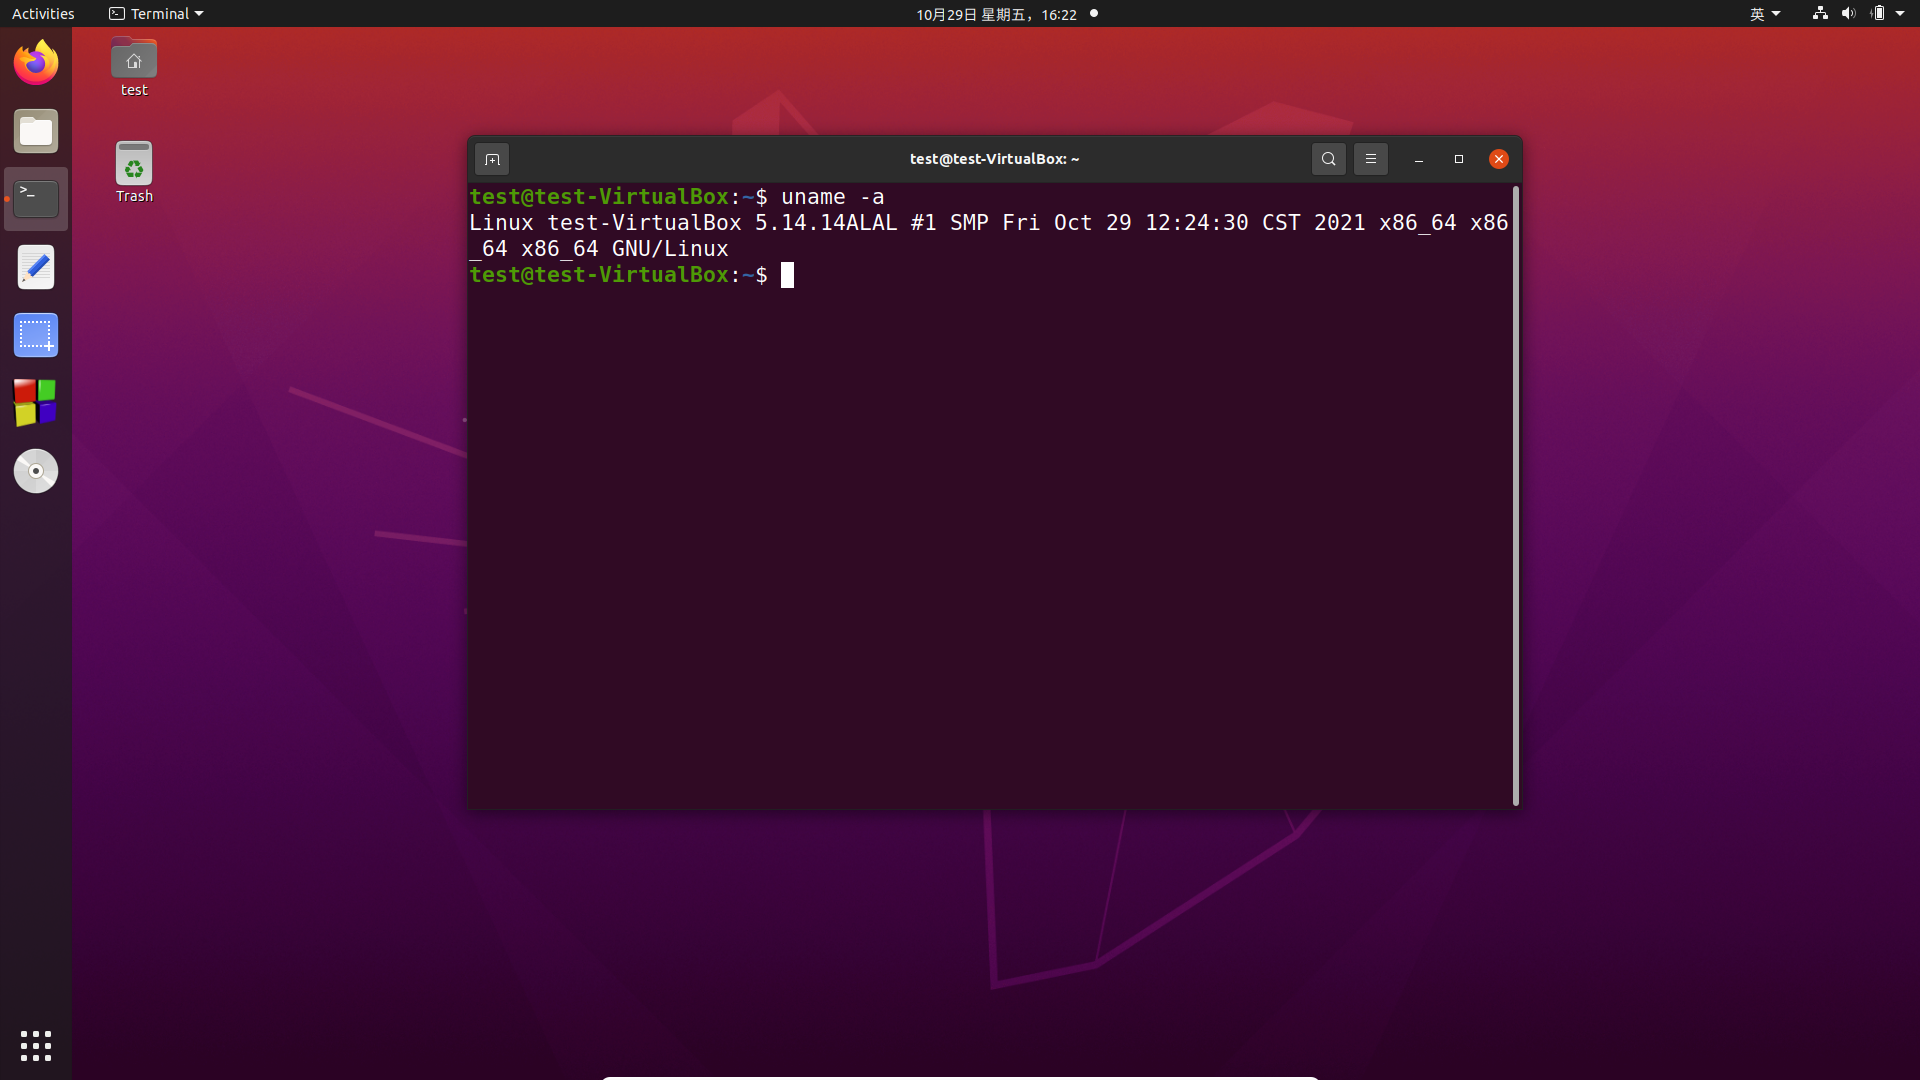 Activities
Terminal
10月29日 星期五，16:22
英
test
Trash
test@test-VirtualBox: ~
test@test-VirtualBox:~$ uname -a
Linux test-VirtualBox 5.14.14ALAL #1 SMP Fri Oct 29 12:24:30 CST 2021 x86_64 x86
_64 x86_64 GNU/Linux
test@test-VirtualBox:~$